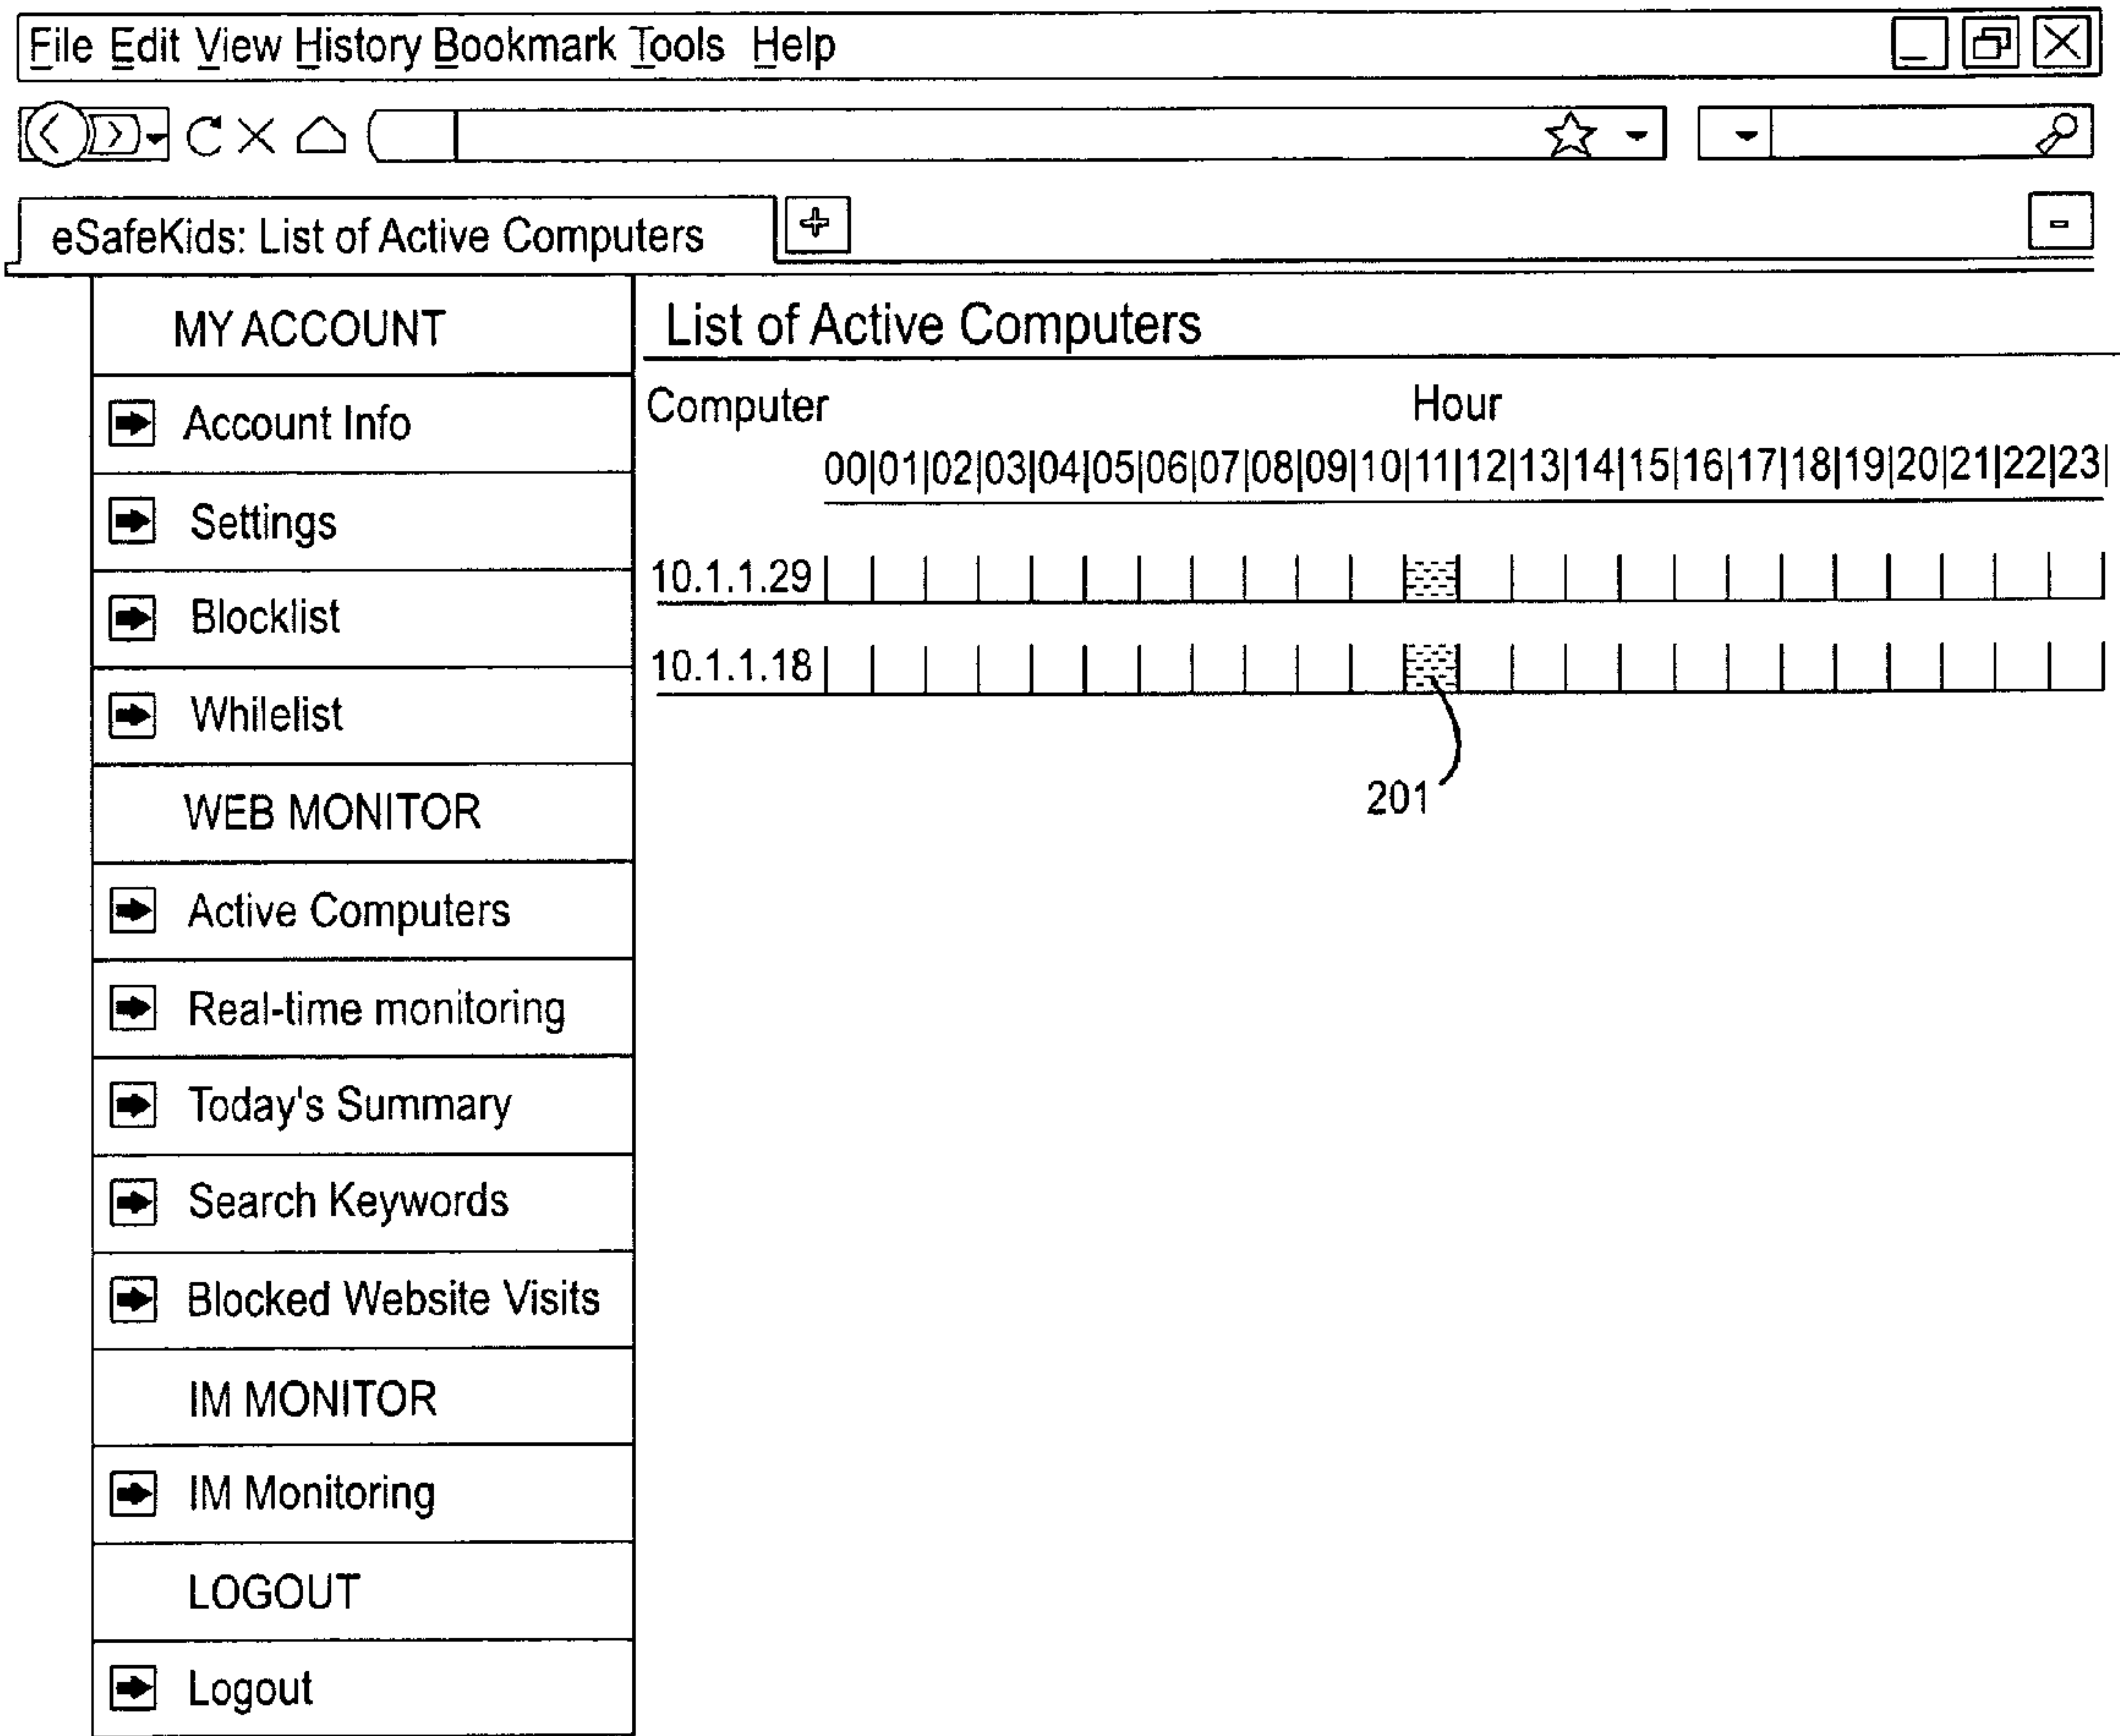 File Edit View History Bookmark Tools Help
eSafeKids: List of Active Computers
MY ACCOUNT
Account Info
Settings
Blocklist
Whilelist
WEB MONITOR
Active Computers
Real-time monitoring
Today's Summary
Search Keywords
Blocked Website Visits
IM MONITOR
IM Monitoring
LOGOUT
Logout
List of Active Computers
Computer Hour
00|01|02|03|04|05|06|07|08|09|10|11|12|13|14|15|16|17|18|19|20|21|22|23|
10.1.1.29
10.1.1.18
201